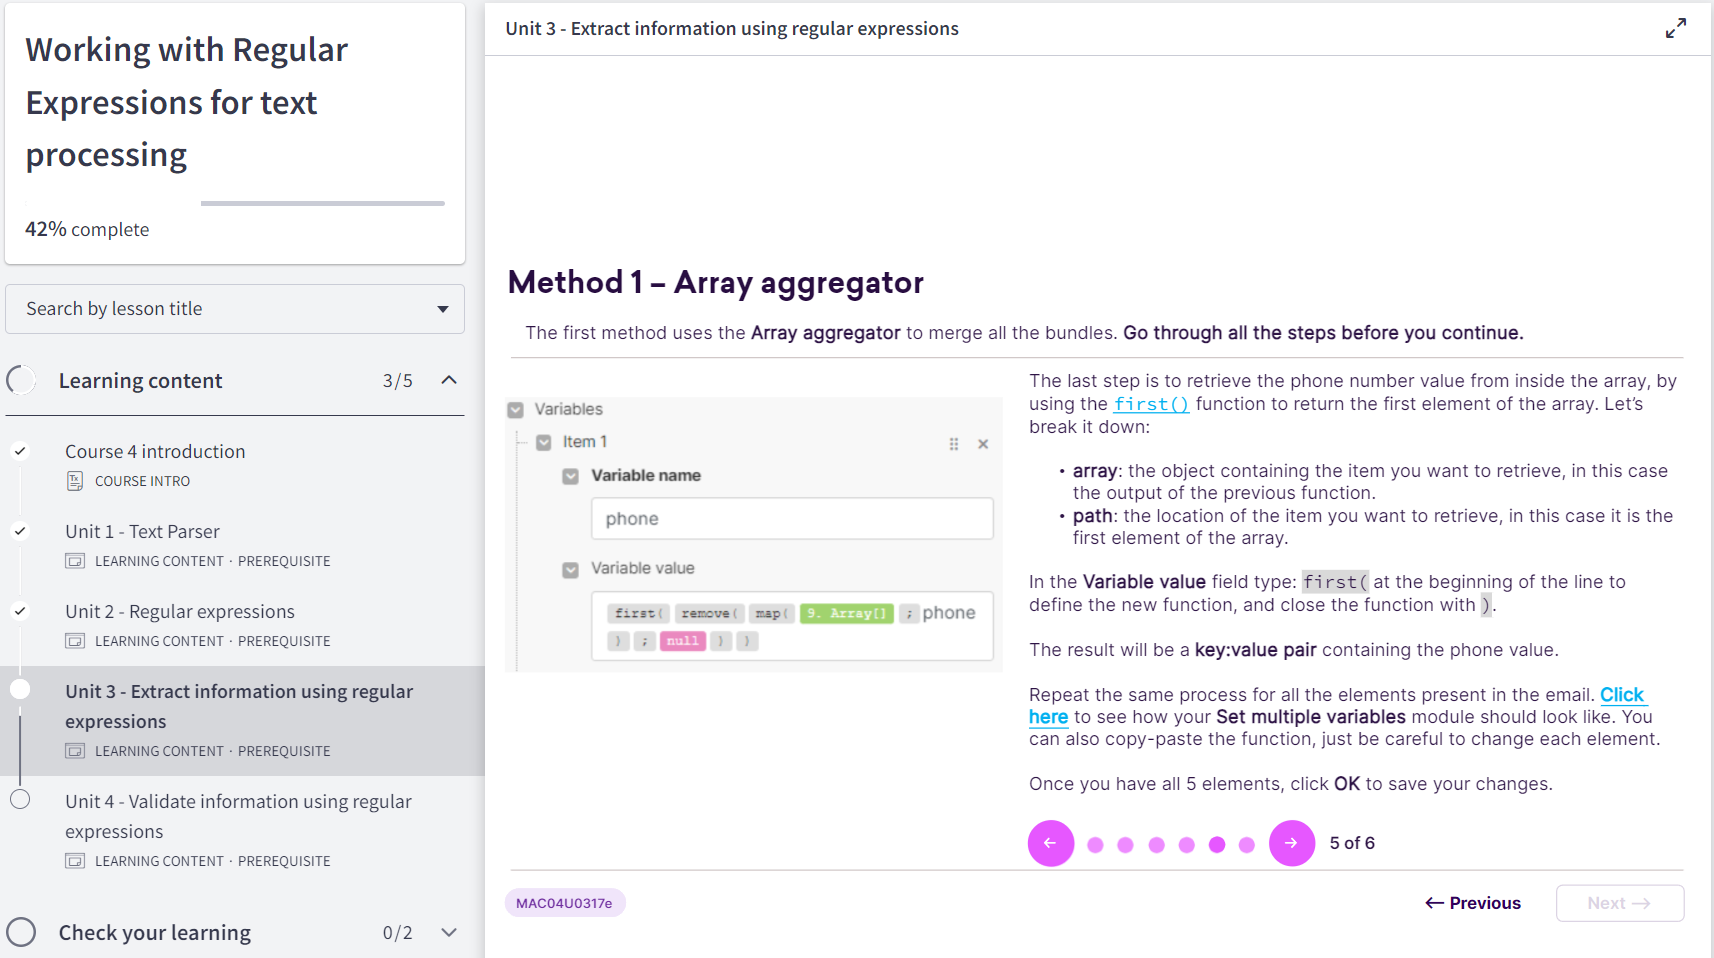 Working with Regular
Expressions for text
processing
42% complete
Search by lesson title
Learning content 3/5
Course 4 introduction
COURSE INTRO
Unit 1 - Text Parser
LEARNING CONTENT · PREREQUISITE
Unit 2 - Regular expressions
LEARNING CONTENT · PREREQUISITE
Unit 3 - Extract information using regular
expressions
LEARNING CONTENT · PREREQUISITE
Unit 4 - Validate information using regular
expressions
LEARNING CONTENT · PREREQUISITE
Check your learning 0/2
Unit 3 - Extract information using regular expressions
Method 1 – Array aggregator
The first method uses the Array aggregator to merge all the bundles. Go through all the steps before you continue.
Variables
Item 1
Variable name
phone
Variable value
first( remove( map( 9. Array[] ; phone
) ; null ) )
The last step is to retrieve the phone number value from inside the array, by
using the first() function to return the first element of the array. Let’s
break it down:
• array: the object containing the item you want to retrieve, in this case
the output of the previous function.
• path: the location of the item you want to retrieve, in this case it is the
first element of the array.
In the Variable value field type: first( at the beginning of the line to
define the new function, and close the function with ).
The result will be a key:value pair containing the phone value.
Repeat the same process for all the elements present in the email. Click
here to see how your Set multiple variables module should look like. You
can also copy-paste the function, just be careful to change each element.
Once you have all 5 elements, click OK to save your changes.
5 of 6
MAC04U0317e
← Previous
Next →